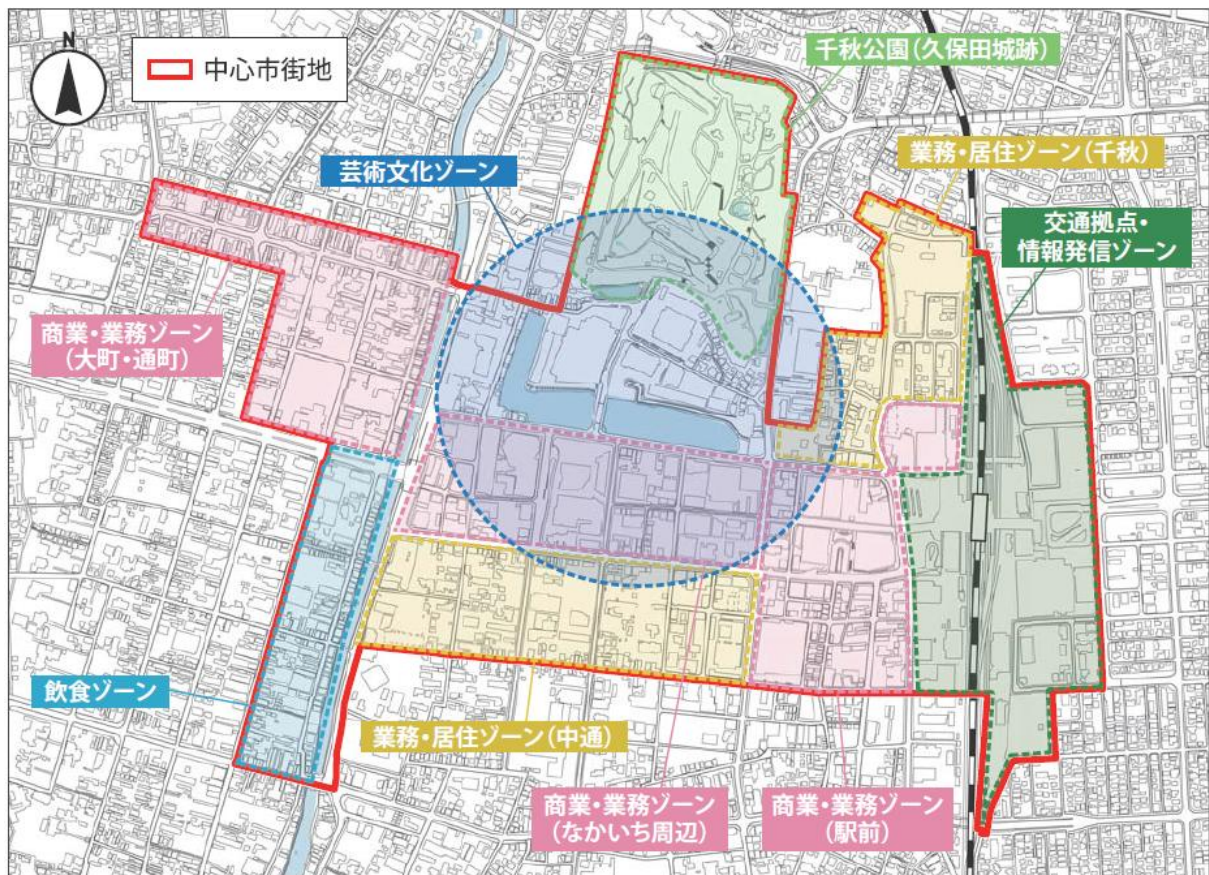 N
中心市街地
千秋公園(久保田城跡)
業務・居住ゾーン(千秋)
芸術文化ゾーン
交通拠点・
情報発信ゾーン
商業・業務ゾーン
(大町・通町)
飲食ゾーン
業務・居住ゾーン(中通)
商業・業務ゾーン
(なかいち周辺)
商業・業務ゾーン
(駅前)